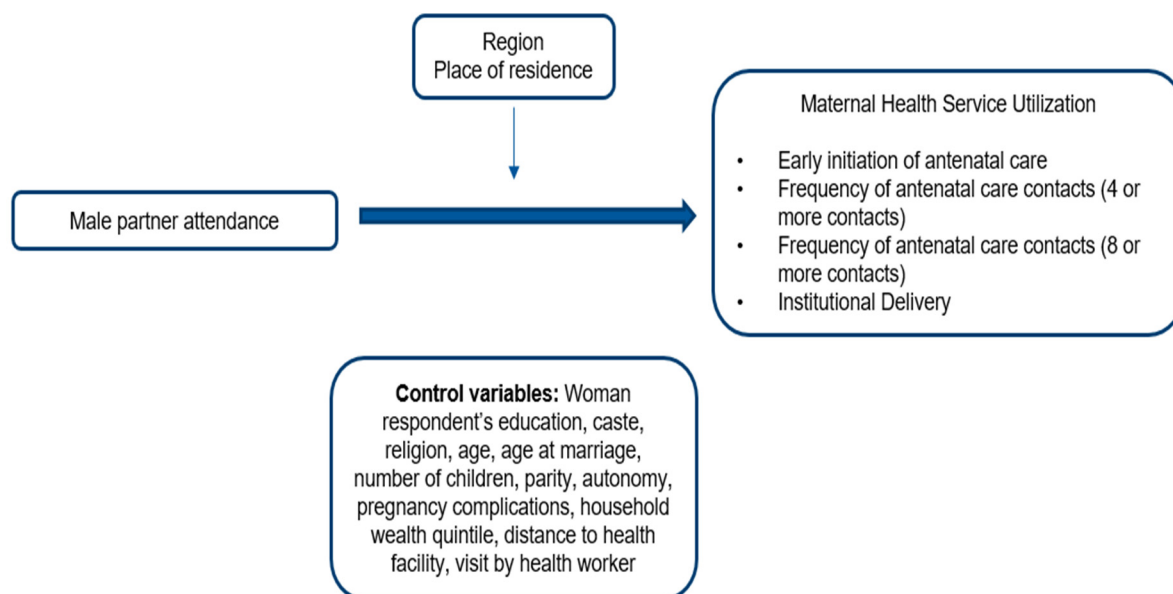 Region
Place of residence
Maternal Health Service Utilization
• Early initiation of antenatal care
• Frequency of antenatal care contacts (4 or
more contacts)
• Frequency of antenatal care contacts (8 or
more contacts)
• Institutional Delivery
Male partner attendance
Control variables: Woman
respondent's education, caste,
religion, age, age at marriage,
number of children, parity, autonomy,
pregnancy complications, household
wealth quintile, distance to health
facility, visit by health worker